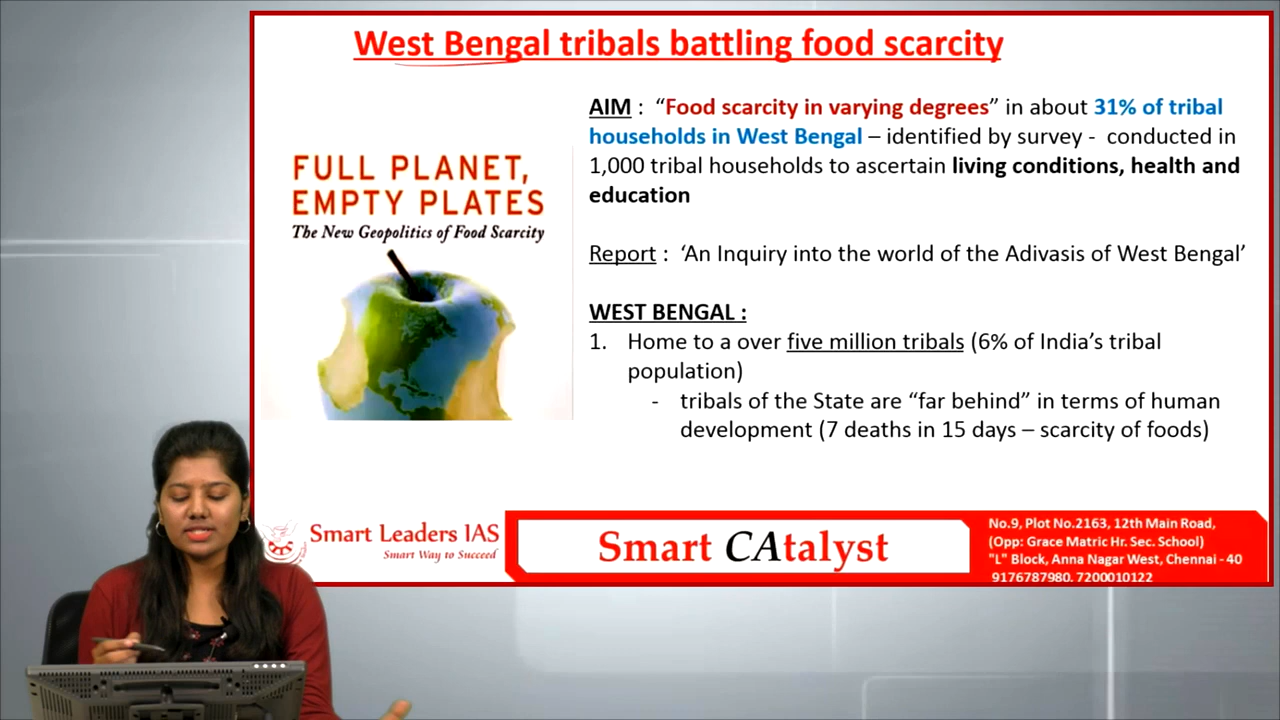 West Bengal tribals battling food scarcity
FULL PLANET,
EMPTY PLATES
The New Geopolitics of Food Scarcity
AIM : “Food scarcity in varying degrees” in about 31% of tribal
households in West Bengal – identified by survey - conducted in
1,000 tribal households to ascertain living conditions, health and
education
Report : ‘An Inquiry into the world of the Adivasis of West Bengal’
WEST BENGAL :
1. Home to a over five million tribals (6% of India’s tribal
population)
- tribals of the State are “far behind” in terms of human
development (7 deaths in 15 days – scarcity of foods)
Smart Leaders IAS
Smart Way to Succeed
Smart CAtalyst
No.9, Plot No.2163, 12th Main Road,
(Opp: Grace Matric Hr. Sec. School)
"L" Block, Anna Nagar West, Chennai - 40
9176787980, 7200010122